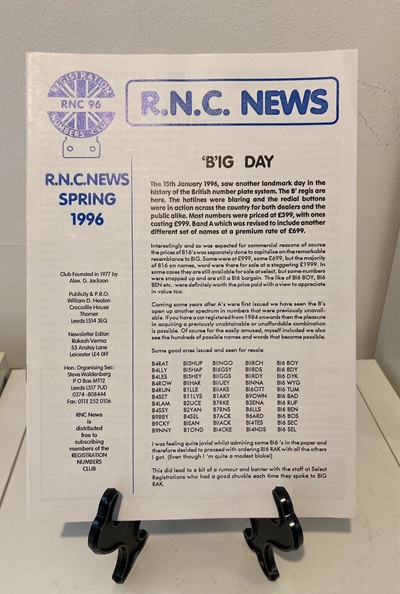 REGISTRATION
RNC 96
NUMBERS CLUB
R.N.C. NEWS
R.N.C.NEWS
SPRING
1996
Club Founded in 1977 by
Alex. G. Jackson
Publicity & P.R.O:
William D. Heaton
Crocodile House
Thorner
Leeds LS14 3EQ
Newsletter Editor:
Rakesh Verma
53 Anstey Lane
Leicester LE4 0FF
Hon. Organising Sec:
Steve Waldenberg
P O Box MT12
Leeds LS17 7UD
0374 -808444
Fax: 0113 252 0106
RNC News
is
distributed
free to
subscribing
members of the
REGISTRATION
NUMBERS
CLUB
'B'IG DAY
The 15th January 1996, saw another landmark day in the
history of the British number plate system. The B' regis are
here. The hotlines were blaring and the redial buttons
were in action across the country for both dealers and the
public alike. Most numbers were priced at £399, with ones
costing £999. Band A which was revised to include another
different set of names at a premium rate of £699.
Interestingly and as was expected for commercial reasons of course
the prices of B16's was separately done to capitalise on the remarkable
resemblance to BIG. Some were at £999, some £699, but the majority
of B16 on names, word were there for sale at a staggering £1999. In
some cases they are still available for select, but some numbers
were snapped up and are still a B16 bargain. The like of B16 BOY, B16
BEN etc.. were definitely worth the price paid with a view to appreciate
in value too.
Coming some years after A's were first issued we have seen the B's
open up another spectrum in numbers that were previously unavail-
able. If you have a car registered from 1984 onwards than the pleasure
in acquiring a previously unobtainable or unaffordable combination
is possible. Of course for the easily amused, myself included we also
see the hundreds of possible names and words that become possible.
Some good ones issued and seen for resale:
B4RAT B15HUP B11NGO B1RCH B16 BOY
B4LLY B5HAP B16GSY B1RDS B16 BDY
B4LES B15HEY B1GGS B1RDY B16 DYK
B4ROW B11HAR B1UEY B1NNA B16 WYG
B4RUN B1LLE B1AKE B16OTT B16 TUM
B4SET B11LYS B1AKY B9OWN B16 BAD
B4LAM B2UCE B7KE B3ENA B16 RUF
B4SSY B2YAN B7RNS B6LLS B16 BEN
B9BBY B4SEL B7ACK B6ARD B16 BOS
B9CKY B1EAN B1ACK B14TES B16 SEC
B9NNY B1OND B14CKE B14NDS B16 SEL
I was feeling quite jovial whilst admiring some B16 's in the paper and
therefore decided to proceed with ordering B16 RAK with all the others
I got. (Even though I 'm quite a modest bloke!)
This did lead to a bit of a rumour and banter with the staff at Select
Registrations who had a good chuckle each time they spoke to BIG
RAK.